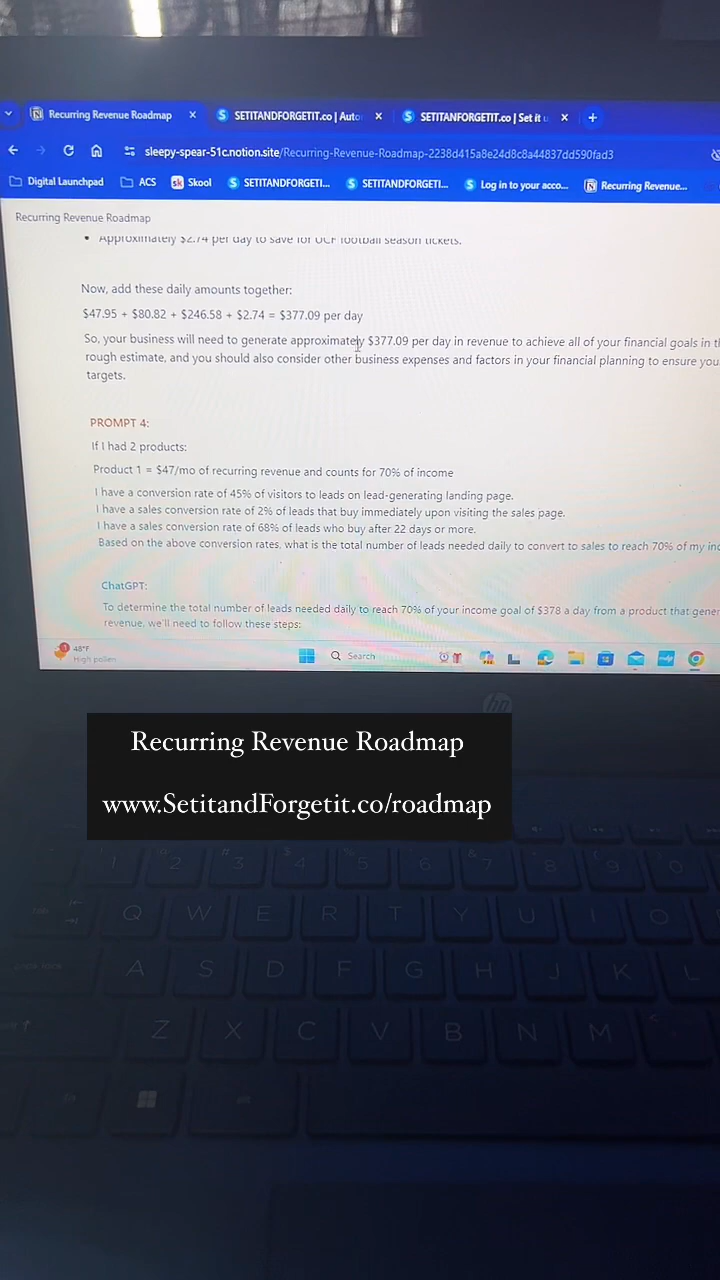 Recurring Revenue Roadmap
SETITANDFORGETIT.co | Auto
SETITANFORGETIT.co | Set it u
sleepy-spear-51c.notion.site/Recurring-Revenue-Roadmap-2238d415a8e24d8c8a44837dd590fad3
Digital Launchpad ACS Skool SETITANDFORGETI... SETITANDFORGETI... Log in to your acco... Recurring Revenue...
Recurring Revenue Roadmap
• Approximately $2.74 per day to save for UCF football season tickets.
Now, add these daily amounts together:
$47.95 + $80.82 + $246.58 + $2.74 = $377.09 per day
So, your business will need to generate approximately $377.09 per day in revenue to achieve all of your financial goals in
rough estimate, and you should also consider other business expenses and factors in your financial planning to ensure you
targets.
PROMPT 4:
If I had 2 products:
Product 1 = $47/mo of recurring revenue and counts for 70% of income
I have a conversion rate of 45% of visitors to leads on lead-generating landing page.
I have a sales conversion rate of 2% of leads that buy immediately upon visiting the sales page.
I have a sales conversion rate of 68% of leads who buy after 22 days or more.
Based on the above conversion rates, what is the total number of leads needed daily to convert to sales to reach 70% of my
ChatGPT:
To determine the total number of leads needed daily to reach 70% of your income goal of $378 a day from a product that
revenue, we'll need to follow these steps:
48°F
High pollen
Search
hp
Recurring Revenue Roadmap
www.SetitandForgetit.co/roadmap
1 2 3 4 5 6 7 8 9 0
Q W E R T Y U I O
A S D F G H J K L
Z X C V B N M